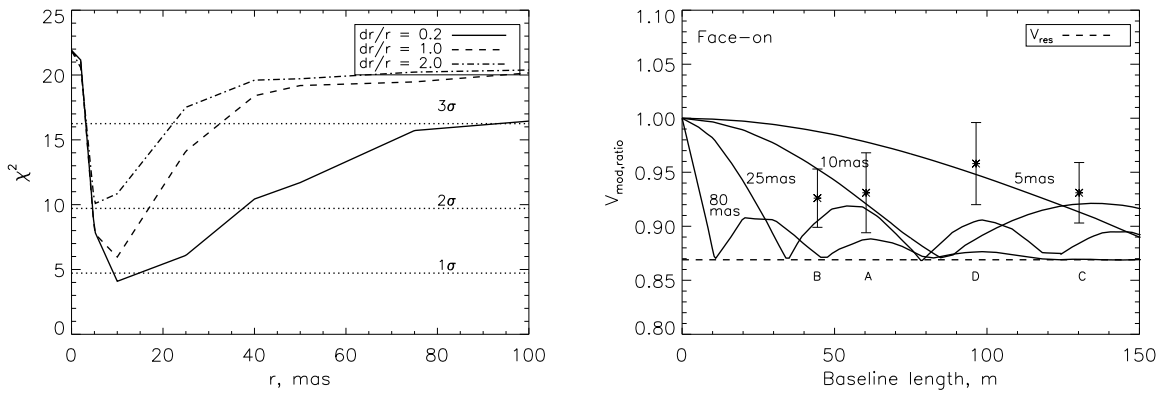 25
20
15
10
5
0
χ²
dr/r = 0.2
dr/r = 1.0
dr/r = 2.0
3σ
2σ
1σ
0 20 40 60 80 100
r, mas
1.10
1.05
1.00
0.95
0.90
0.85
0.80
V_mod,ratio
Face-on
V_res
10mas
25mas
5mas
80
mas
B A D C
0 50 100 150
Baseline length, m